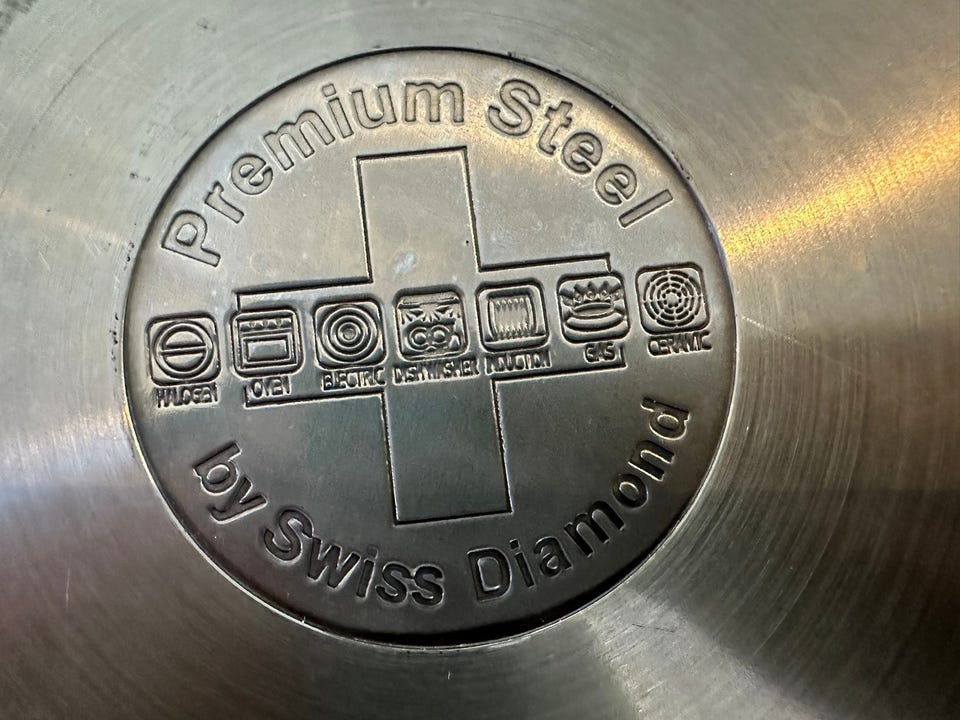 Premium Steel
HALOGEN OVEN ELECTRIC DISHWASHER INDUCTION GAS CERAMIC
by Swiss Diamond